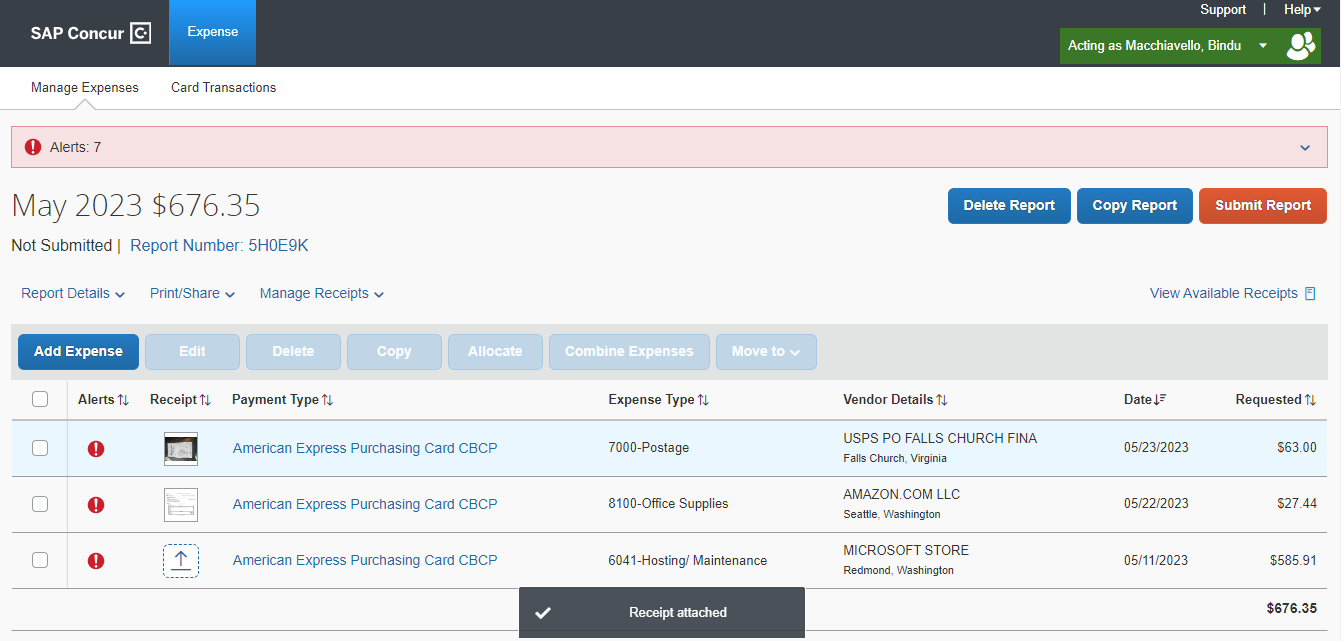 Support | Help
SAP Concur C
Expense
Acting as Macchiavello, Bindu
Manage Expenses Card Transactions
Alerts: 7
May 2023 $676.35
Delete Report Copy Report Submit Report
Not Submitted | Report Number: 5H0E9K
Report Details Print/Share Manage Receipts View Available Receipts
Add Expense Edit Delete Copy Allocate Combine Expenses Move to
Alerts Receipt Payment Type Expense Type Vendor Details Date Requested
American Express Purchasing Card CBCP 7000-Postage USPS PO FALLS CHURCH FINA 05/23/2023 $63.00
Falls Church, Virginia
American Express Purchasing Card CBCP 8100-Office Supplies AMAZON.COM LLC 05/22/2023 $27.44
Seattle, Washington
American Express Purchasing Card CBCP 6041-Hosting/ Maintenance MICROSOFT STORE 05/11/2023 $585.91
Redmond, Washington
$676.35
Receipt attached